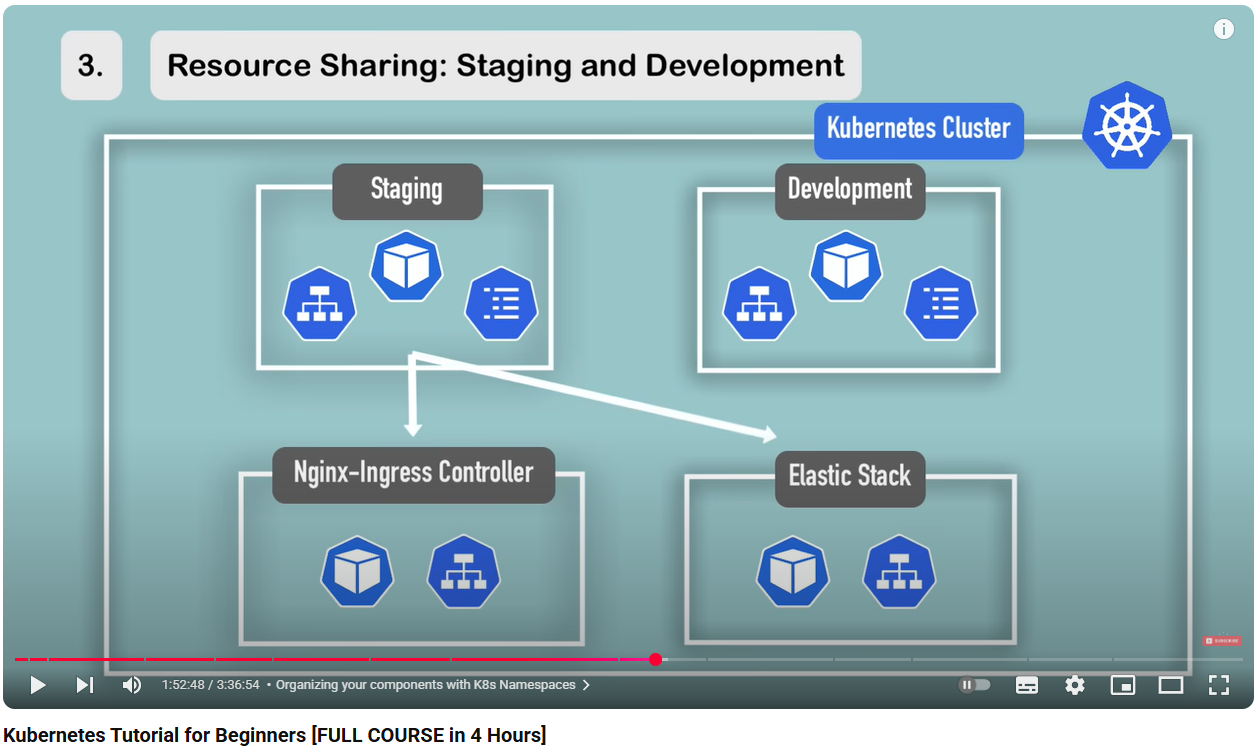 3.
Resource Sharing: Staging and Development
Kubernetes Cluster
Staging
Development
Nginx-Ingress Controller
Elastic Stack
SUBSCRIBE
1:52:48 / 3:36:54 • Organizing your components with K8s Namespaces
Kubernetes Tutorial for Beginners [FULL COURSE in 4 Hours]